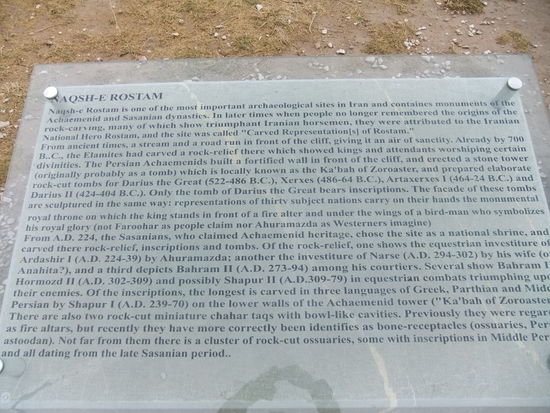 NAQSH-E ROSTAM
Naqsh-e Rostam is one of the most important archaeological sites in Iran and containes monuments of the
Achaemenid and Sasanian dynasties. In later times when people no longer remembered the origins of the
rock-carving, many of which show triumphant Iranian horsemen, they were attributed to the Iranian
National Hero Rostam, and the site was called "Carved Representation[s] of Rostam."
From ancient times, a stream and a road run in front of the cliff, giving it an air of sanctity. Already by 700
B.C., the Elamites had carved a rock-relief there which showed kings and attendants worshiping certain
divinities. The Persian Achaemenids built a fortified wall in front of the cliff, and erected a stone tower
(originally probably as a tomb) which is locally known as the Ka'bah of Zoroaster, and prepared elaborate
rock-cut tombs for Darius the Great (522-486 B.C.), Xerxes (486-64 B.C.), Artaxerxes I (464-24 B.C.) and
Darius II (424-404 B.C.). Only the tomb of Darius the Great bears inscriptions. The facade of these tombs
are sculptured in the same way: representations of thirty subject nations carry on their hands the monumental
royal throne on which the king stands in front of a fire alter and under the wings of a bird-man who symbolizes
his royal glory (not Faroohar as people claim nor Ahuramazda as Westerners imagine)
From A.D. 224, the Sasanians, who claimed Achaemenid heritage, chose the site as a national shrine, and
carved there rock-relief, inscriptions and tombs. Of the rock-relief, one shows the equestrian investiture of
Ardashir I (A.D. 224-39) by Ahuramazda; another the investiture of Narse (A.D. 294-302) by his wife (or
Anahita?), and a third depicts Bahram II (A.D. 273-94) among his courtiers. Several show Bahram
Hormozd II (A.D. 302-309) and possibly Shapur II (A.D.309-79) in equestrian combats triumphing
their enemies. Of the inscriptions, the longest is carved in three languages of Greek, Parthian and
Persian by Shapur I (A.D. 239-70) on the lower walls of the Achaemenid tower ("Ka'bah of Zoroaster
There are also two rock-cut miniature chahar taqs with bowl-like cavities. Previously they were
as fire altars, but recently they have more correctly been identifies as bone-receptacles (ossuaries,
astoodan). Not far from them there is a cluster of rock-cut ossuaries, some with inscriptions in Middle
and all dating from the late Sasanian period..